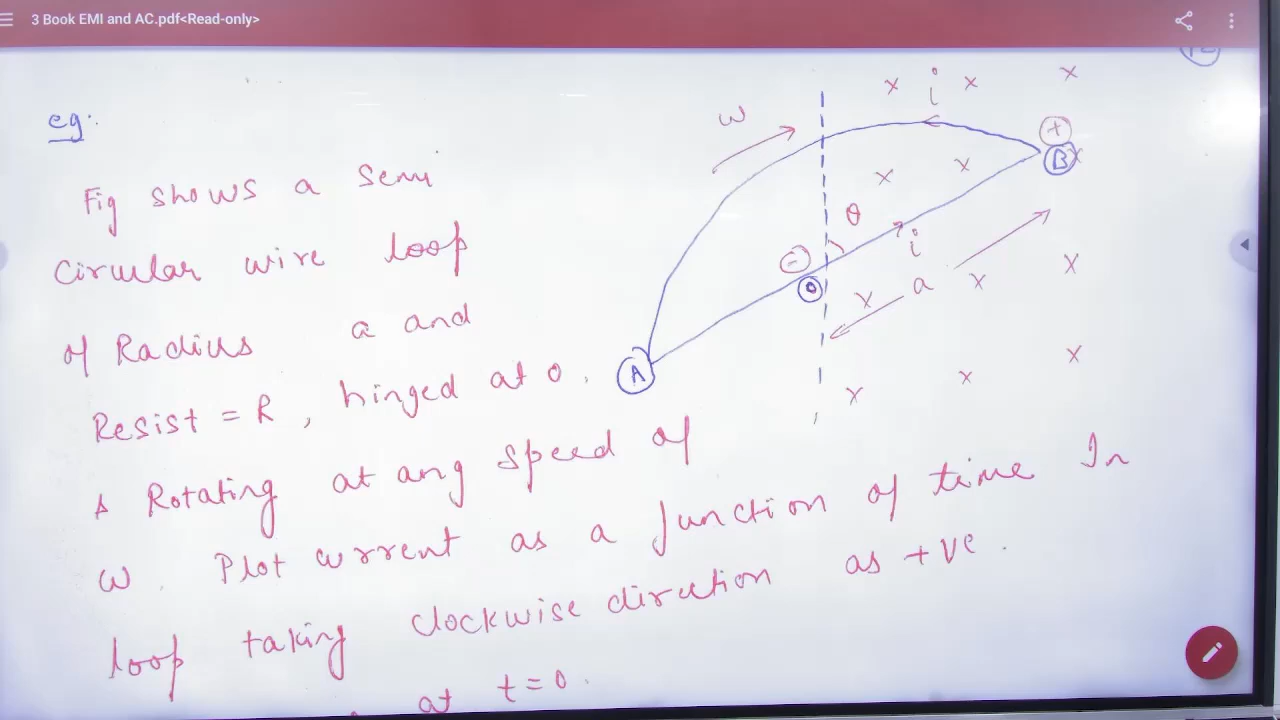 3 Book EMI and AC.pdf<Read-only>
eg:
Fig shows a Semi
Circular wire loop
of Radius a and
Resist = R, hinged at O.
& Rotating at ang speed of
ω. Plot current as a function of time In
loop taking clockwise direction as +ve.
at t=0.
ω
i
+
B
θ
i
-
O
a
A